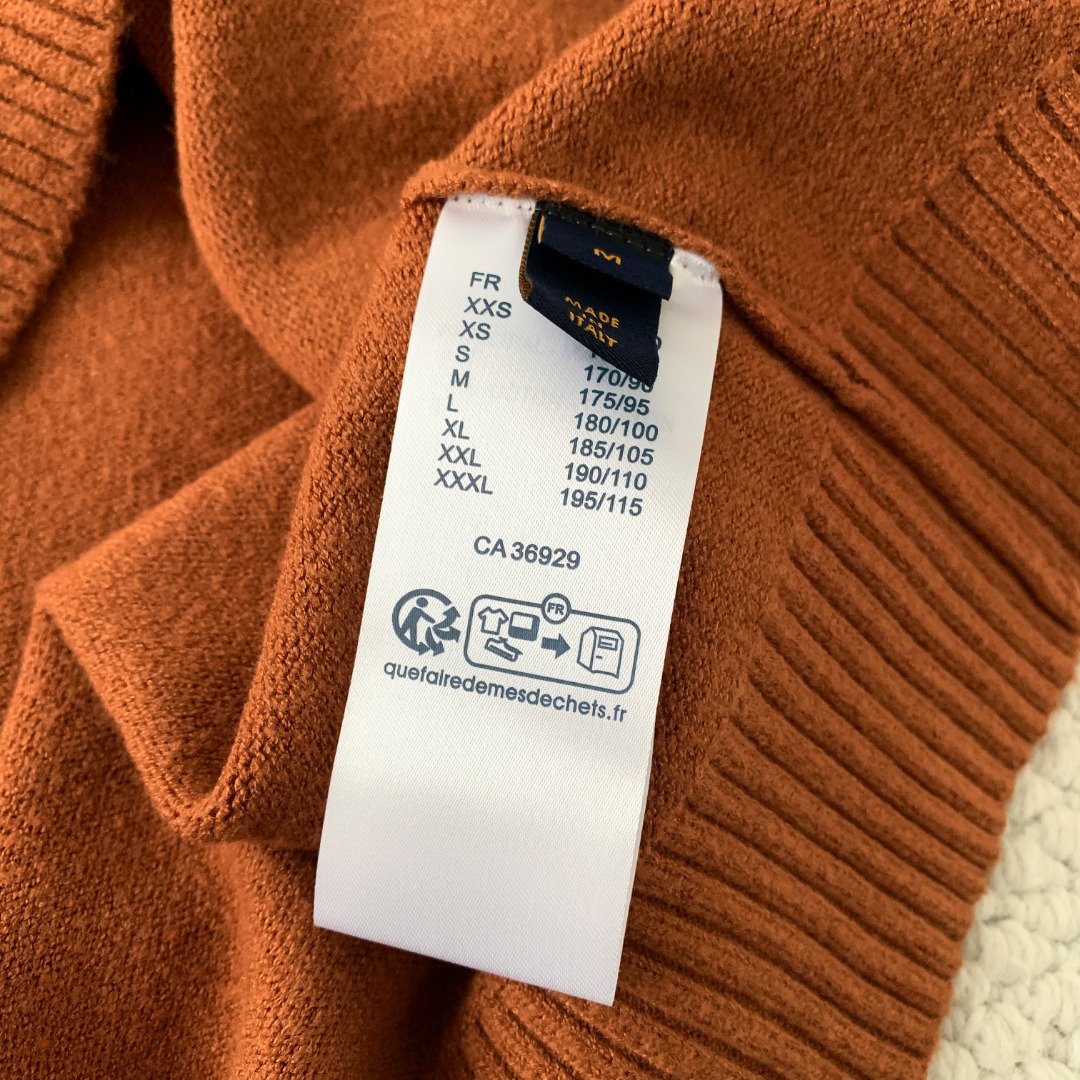 M
MADE
IN
ITALY
FR
XXS
XS
S 170/90
M 175/95
L 180/100
XL 185/105
XXL 190/110
XXXL 195/115
CA 36929
FR
quefairedemesdechets.fr